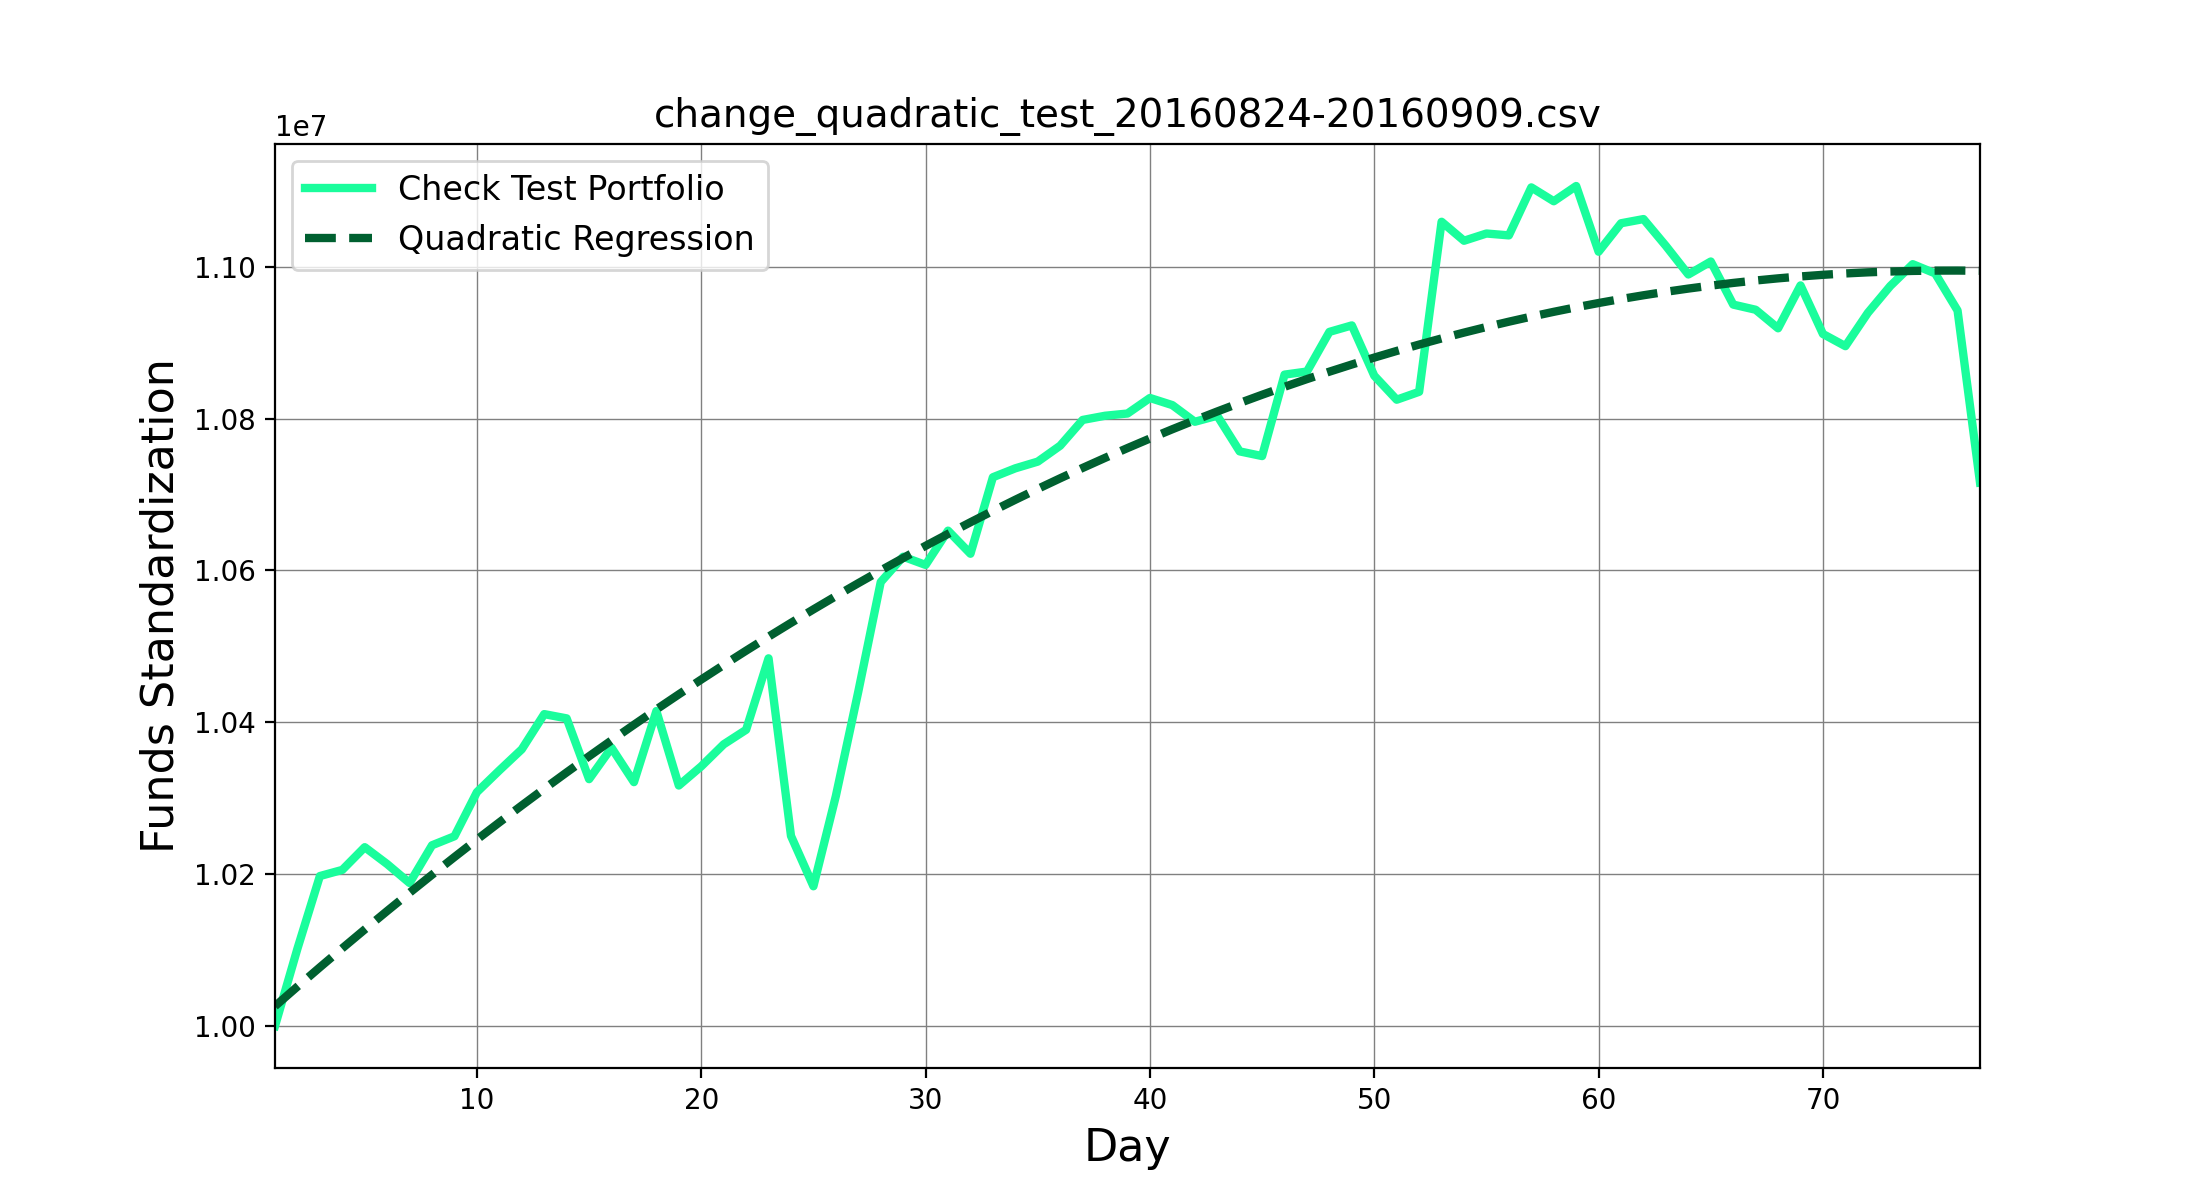 change_quadratic_test_20160824-20160909.csv
1e7
Check Test Portfolio
Quadratic Regression
1.10
1.08
1.06
1.04
1.02
1.00
Funds Standardization
10 20 30 40 50 60 70
Day